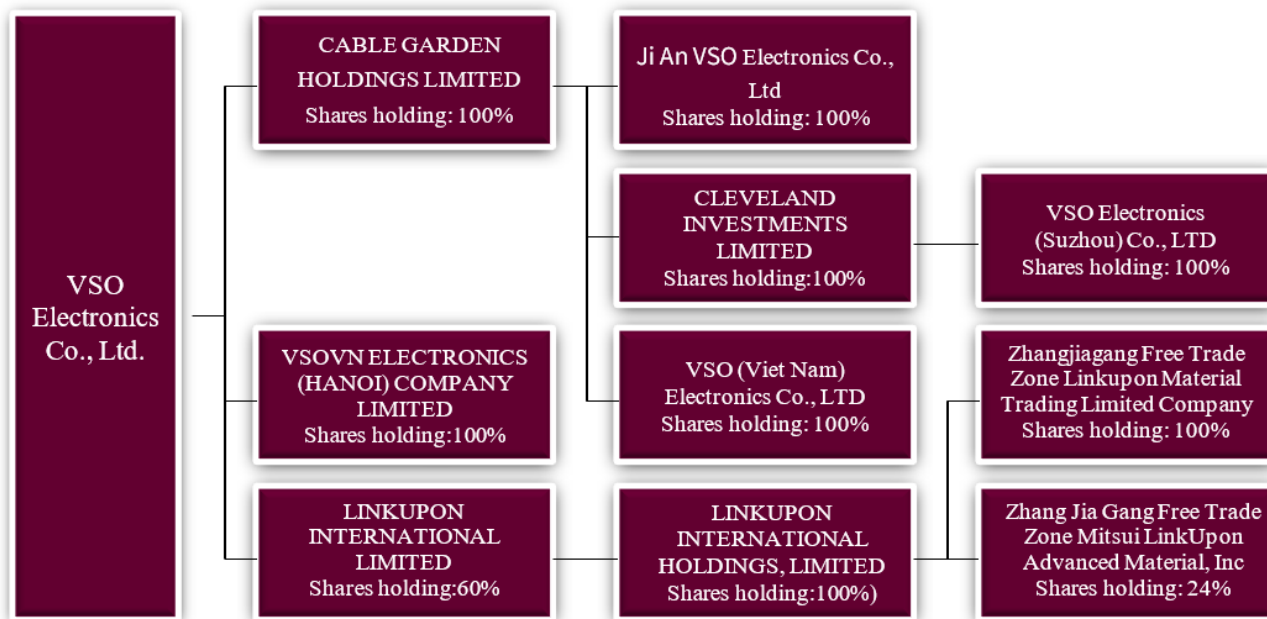 VSO
Electronics
Co., Ltd.
CABLE GARDEN
HOLDINGS LIMITED
Shares holding: 100%
Ji An VSO Electronics Co.,
Ltd
Shares holding: 100%
CLEVELAND
INVESTMENTS
LIMITED
Shares holding:100%
VSO Electronics
(Suzhou) Co., LTD
Shares holding: 100%
VSOVN ELECTRONICS
(HANOI) COMPANY
LIMITED
Shares holding:100%
VSO (Viet Nam)
Electronics Co., LTD
Shares holding: 100%
Zhangjiagang Free Trade
Zone Linkupon Material
Trading Limited Company
Shares holding: 100%
LINKUPON
INTERNATIONAL
LIMITED
Shares holding:60%
LINKUPON
INTERNATIONAL
HOLDINGS, LIMITED
Shares holding:100%)
Zhang Jia Gang Free Trade
Zone Mitsui LinkUpon
Advanced Material, Inc
Shares holding: 24%